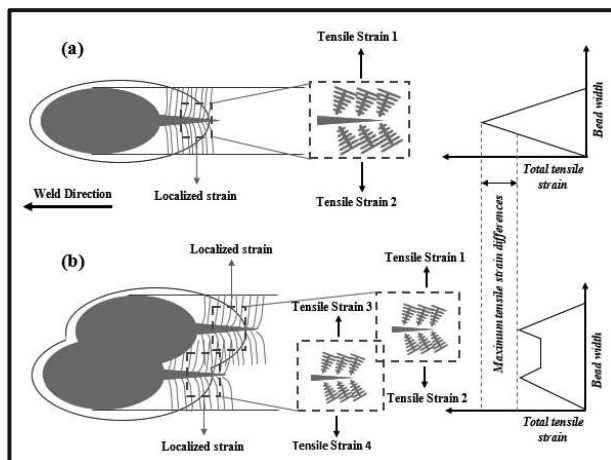 (a)
Tensile Strain 1
Bead width
Total tensile
strain
Weld Direction
Localized strain
Tensile Strain 2
Maximum tensile strain differences
(b)
Localized strain
Tensile Strain 1
Tensile Strain 3
Bead width
Tensile Strain 2
Total tensile
strain
Localized strain
Tensile Strain 4